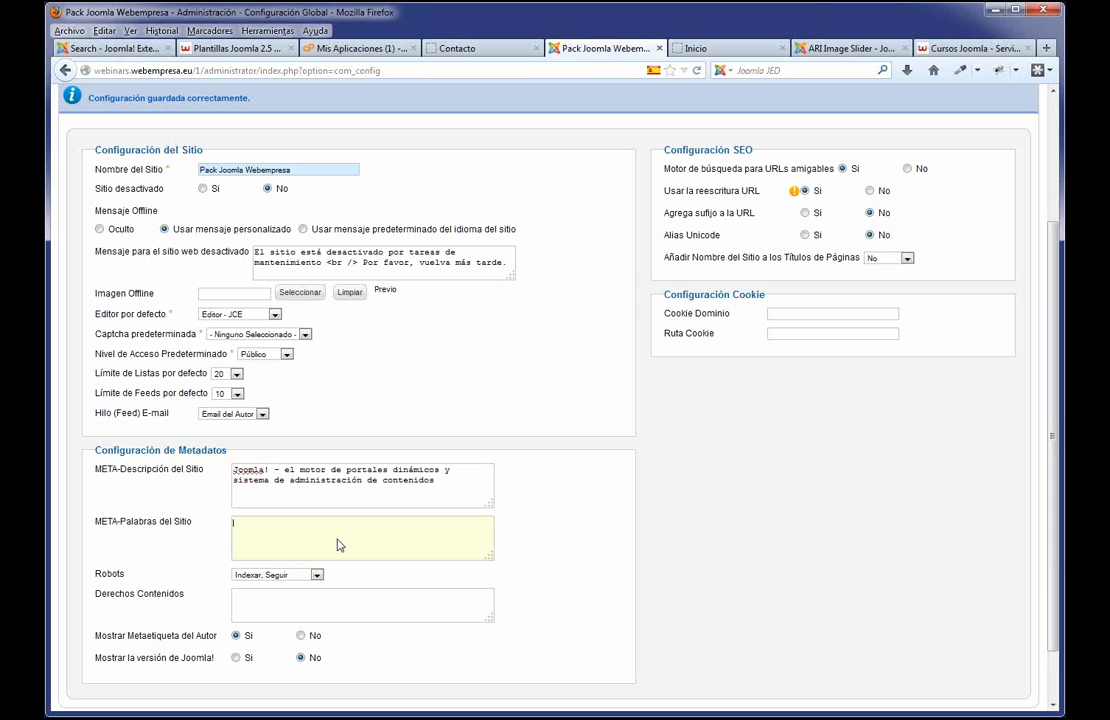 Pack Joomla Webempresa - Administración - Configuración Global - Mozilla Firefox
Archivo Editar Ver Historial Marcadores Herramientas Ayuda
Search - Joomla! Exte... Plantillas Joomla 2.5 ... Mis Aplicaciones (1) - ... Contacto Pack Joomla Webem... Inicio ARI Image Slider - Jo... Cursos Joomla - Servi...
webinars.webempresa.eu/1/administrator/index.php?option=com_config
Joomla JED
Configuración guardada correctamente.
Configuración del Sitio
Nombre del Sitio * Pack Joomla Webempresa
Sitio desactivado Si No
Mensaje Offline
Oculto Usar mensaje personalizado Usar mensaje predeterminado del idioma del sitio
Mensaje para el sitio web desactivado El sitio está desactivado por tareas de
mantenimiento <br /> Por favor, vuelva más tarde.
Imagen Offline Seleccionar Limpiar Previo
Editor por defecto * Editor - JCE
Captcha predeterminada * - Ninguno Seleccionado -
Nivel de Acceso Predeterminado * Público
Límite de Listas por defecto 20
Límite de Feeds por defecto 10
Hilo (Feed) E-mail Email del Autor
Configuración de Metadatos
META-Descripción del Sitio Joomla! - el motor de portales dinámicos y
sistema de administración de contenidos
META-Palabras del Sitio
Robots Indexar, Seguir
Derechos Contenidos
Mostrar Metaetiqueta del Autor Si No
Mostrar la versión de Joomla! Si No
Configuración SEO
Motor de búsqueda para URLs amigables Si No
Usar la reescritura URL Si No
Agrega sufijo a la URL Si No
Alias Unicode Si No
Añadir Nombre del Sitio a los Títulos de Páginas No
Configuración Cookie
Cookie Dominio
Ruta Cookie